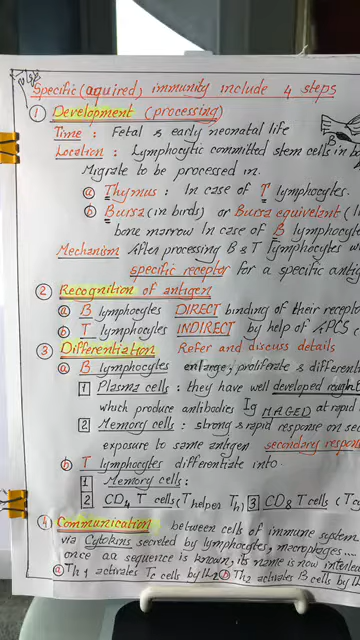 Specific (aquired) immunity include 4 steps
① Development (processing)
Time : Fetal & early neonatal life
Location : Lymphocytic committed stem cells in
Migrate to be processed in.
ⓐ Thymus : In case of T lymphocytes.
ⓑ Bursa (in birds) or Bursa equivelant
bone marrow In case of B lymphocytes
Mechanism After processing B & T lymphocytes
specific receptor for a specific
② Recognition of antigen
ⓐ B lymphocytes DIRECT binding of their
ⓑ T lymphocytes INDIRECT by help of APCS
③ Differentiation Refer and discuss details
ⓐ B lymphocytes enlarge, proliferate &
1 Plasma cells : they have well developed
which produce antibodies Ig MAGED at rapid
2 Memory cells : strong & rapid response on
exposure to same antigen secondary
ⓑ T lymphocytes differentiate into.
1 Memory cells :
2 CD4 T cells (T helper Th) 3 CD8 T cells (Tc
④ Communication between cells of immune system
via Cytokins secreted by lymphocytes, macrophages....
once aa sequence is known, its name is now
ⓐ Th1 activates Tc cells by IL2 ⓑ Th2 activates B cells by
B